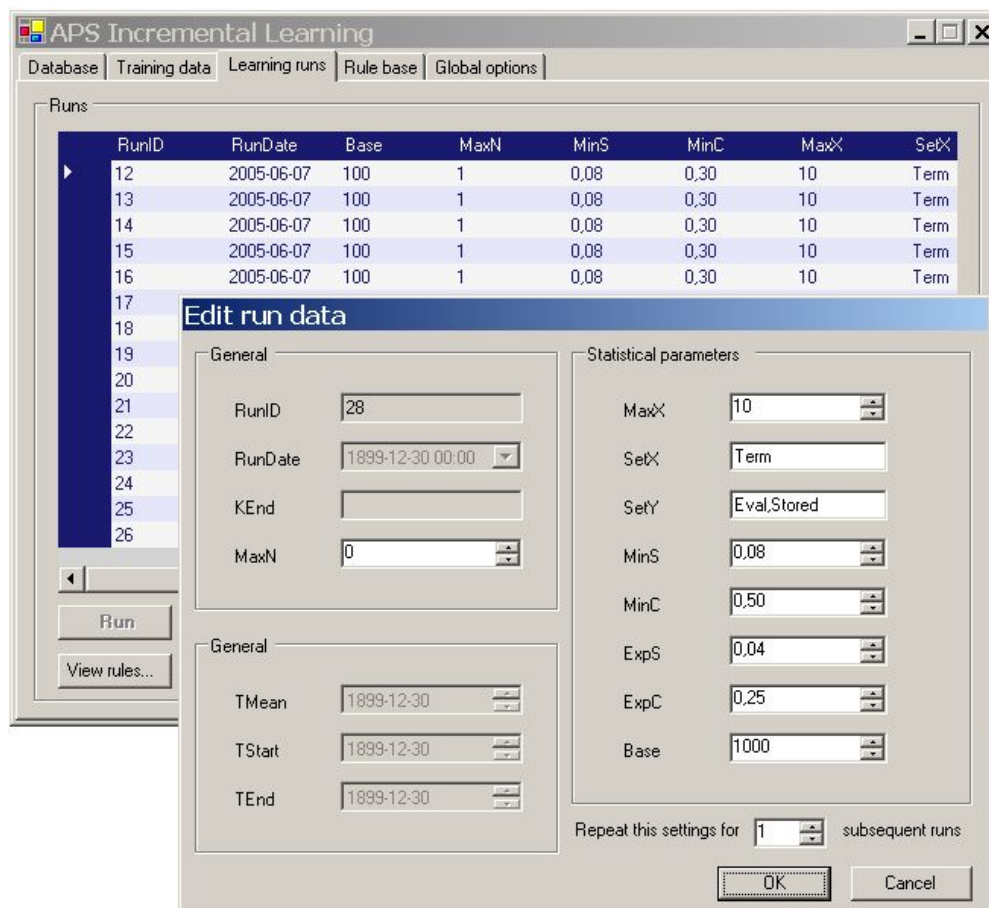 APS Incremental Learning
Database Training data Learning runs Rule base Global options
Runs
RunID RunDate Base MaxN MinS MinC MaxX SetX
12 2005-06-07 100 1 0,08 0,30 10 Term
13 2005-06-07 100 1 0,08 0,30 10 Term
14 2005-06-07 100 1 0,08 0,30 10 Term
15 2005-06-07 100 1 0,08 0,30 10 Term
16 2005-06-07 100 1 0,08 0,30 10 Term
17
18
19
20
21
22
23
24
25
26
Run
View rules...
Edit run data
General
RunID 28
RunDate 1899-12-30 00:00
KEnd
MaxN 0
General
TMean 1899-12-30
TStart 1899-12-30
TEnd 1899-12-30
Statistical parameters
MaxX 10
SetX Term
SetY Eval,Stored
MinS 0,08
MinC 0,50
ExpS 0,04
ExpC 0,25
Base 1000
Repeat this settings for 1 subsequent runs
OK Cancel